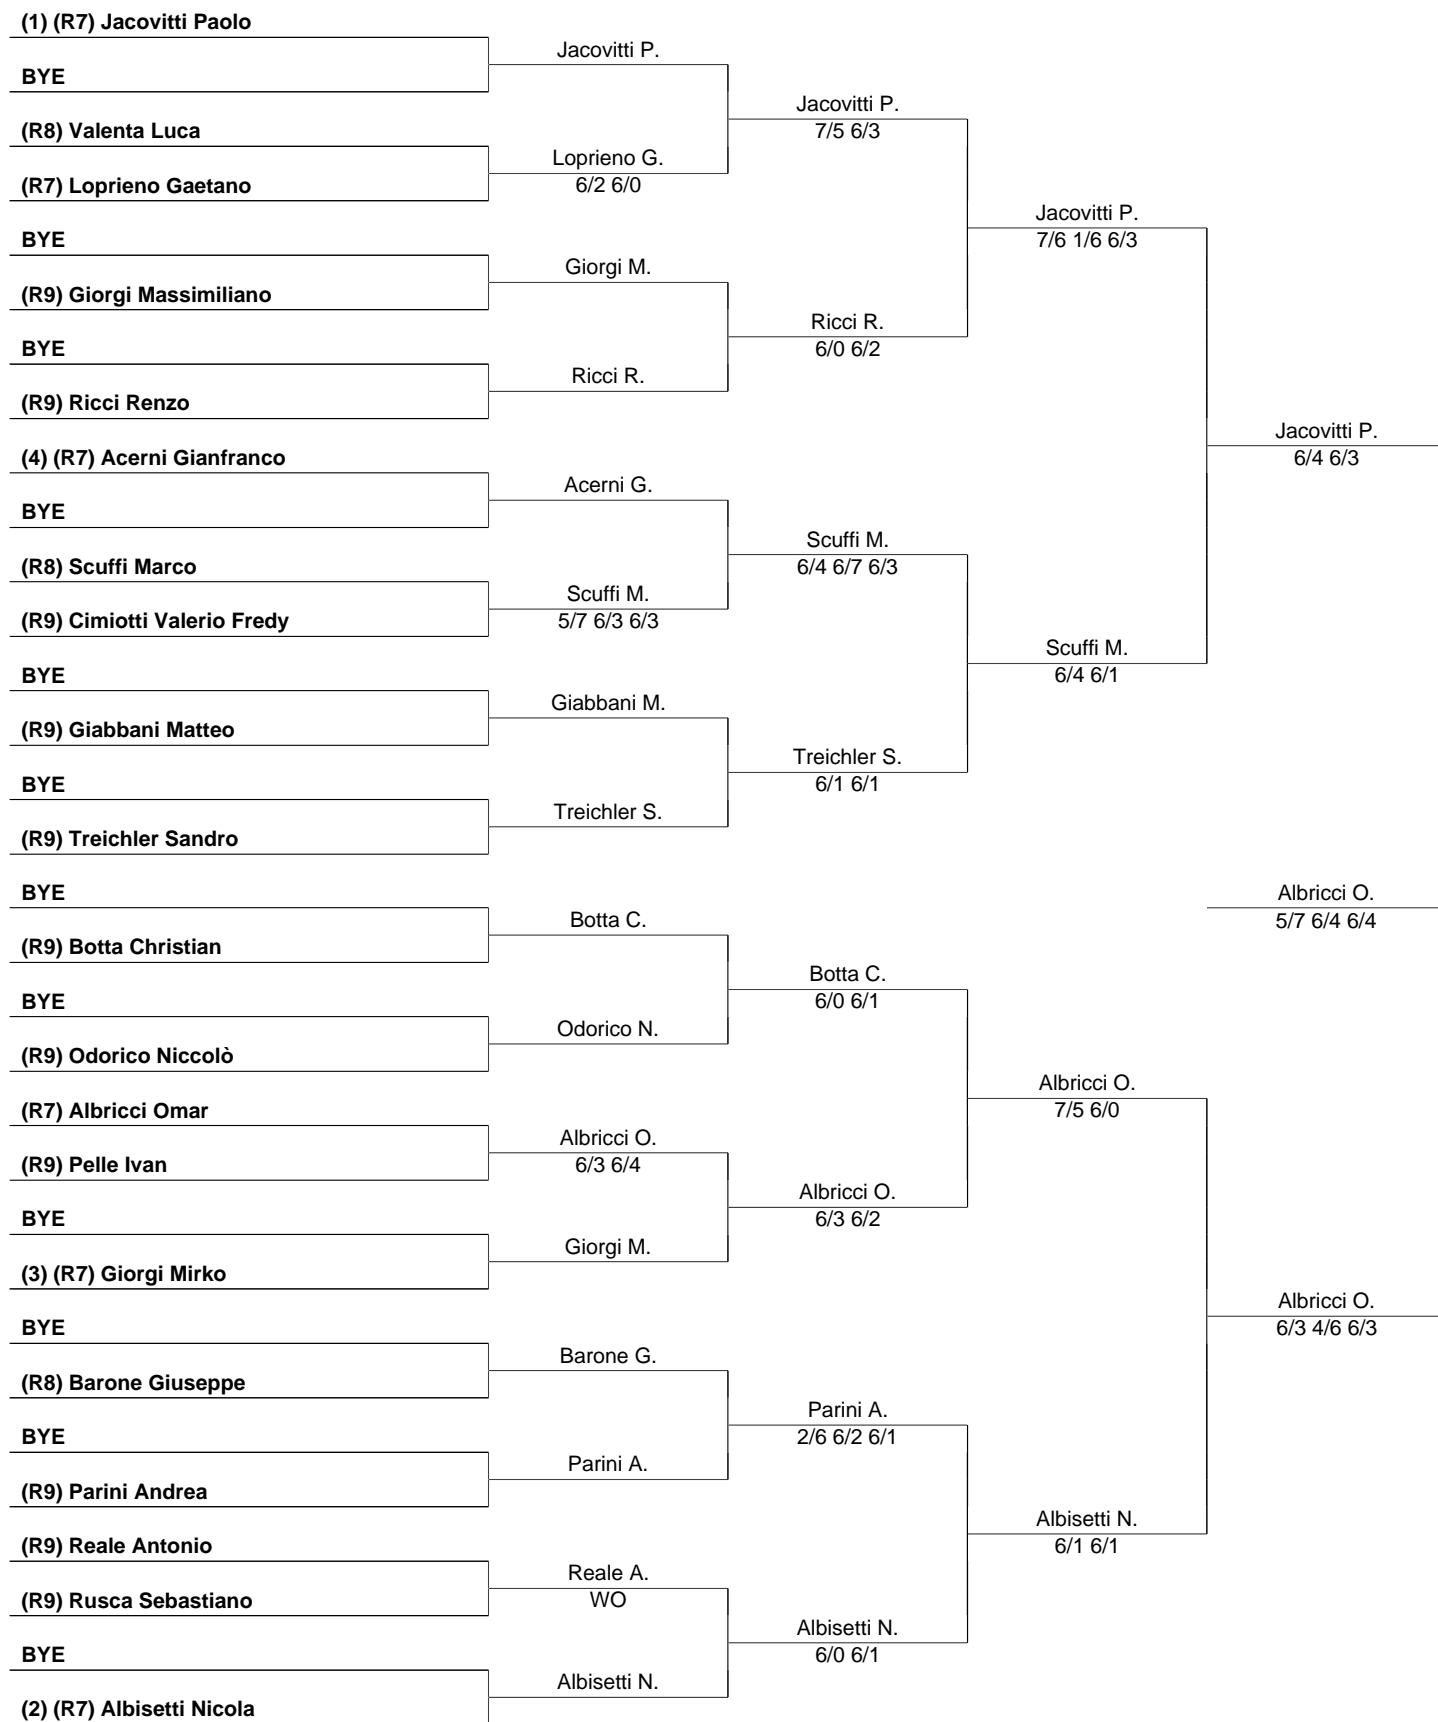 (1) (R7) Jacovitti Paolo
BYE
(R8) Valenta Luca
(R7) Loprieno Gaetano
BYE
(R9) Giorgi Massimiliano
BYE
(R9) Ricci Renzo
(4) (R7) Acerni Gianfranco
BYE
(R8) Scuffi Marco
(R9) Cimiotti Valerio Fredy
BYE
(R9) Giabbani Matteo
BYE
(R9) Treichler Sandro
BYE
(R9) Botta Christian
BYE
(R9) Odorico Niccolò
(R7) Albricci Omar
(R9) Pelle Ivan
BYE
(3) (R7) Giorgi Mirko
BYE
(R8) Barone Giuseppe
BYE
(R9) Parini Andrea
(R9) Reale Antonio
(R9) Rusca Sebastiano
BYE
(2) (R7) Albisetti Nicola
Jacovitti P.
Loprieno G.
6/2 6/0
Giorgi M.
Ricci R.
Acerni G.
Scuffi M.
5/7 6/3 6/3
Giabbani M.
Treichler S.
Botta C.
Odorico N.
Albricci O.
6/3 6/4
Giorgi M.
Barone G.
Parini A.
Reale A.
WO
Albisetti N.
Jacovitti P.
7/5 6/3
Ricci R.
6/0 6/2
Scuffi M.
6/4 6/7 6/3
Treichler S.
6/1 6/1
Botta C.
6/0 6/1
Albricci O.
6/3 6/2
Parini A.
2/6 6/2 6/1
Albisetti N.
6/0 6/1
Jacovitti P.
7/6 1/6 6/3
Scuffi M.
6/4 6/1
Albricci O.
7/5 6/0
Albisetti N.
6/1 6/1
Jacovitti P.
6/4 6/3
Albricci O.
5/7 6/4 6/4
Albricci O.
6/3 4/6 6/3